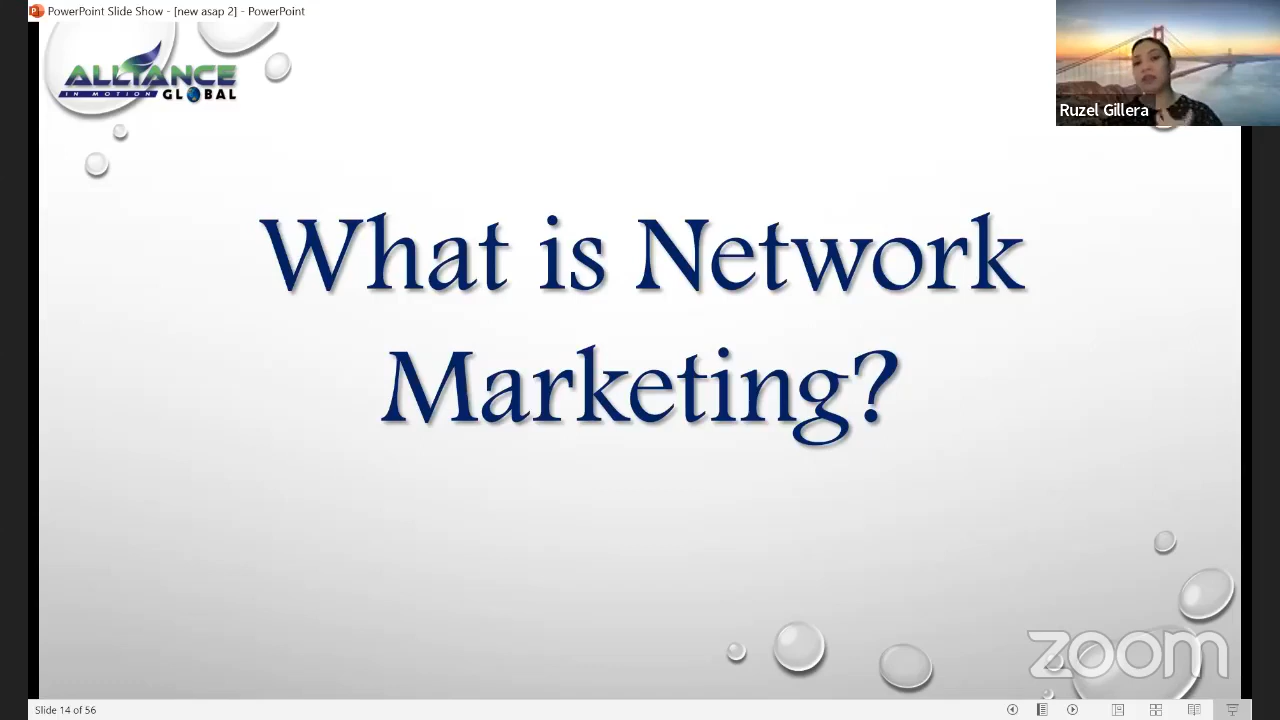 PowerPoint Slide Show - [new asap 2] - PowerPoint
ALLIANCE
IN MOTION GLOBAL
Ruzel Gillera
What is Network
Marketing?
zoom
Slide 14 of 56